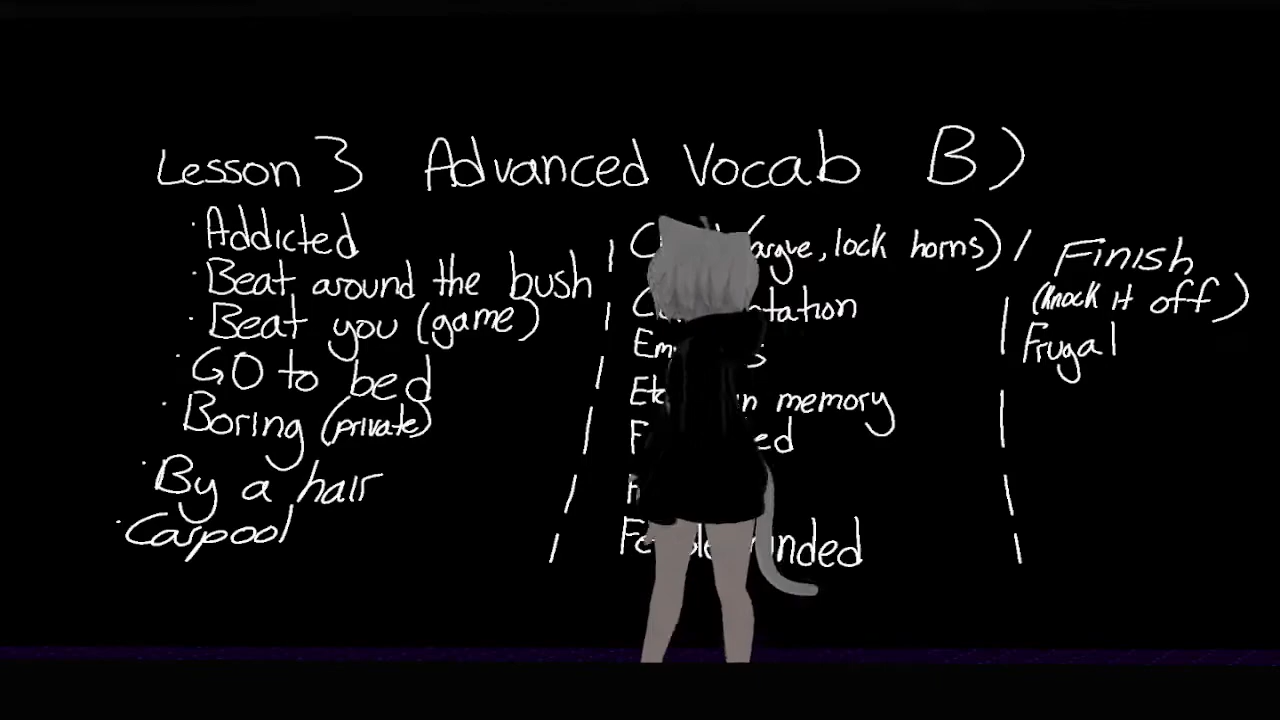 Lesson 3 Advanced Vocab B)
· Addicted
· Beat around the bush
· Beat you (game)
· GO to bed
· Boring (private)
· By a hair
· Carpool
argue, lock horns)
memory
Finish
(knock it off)
Frugal